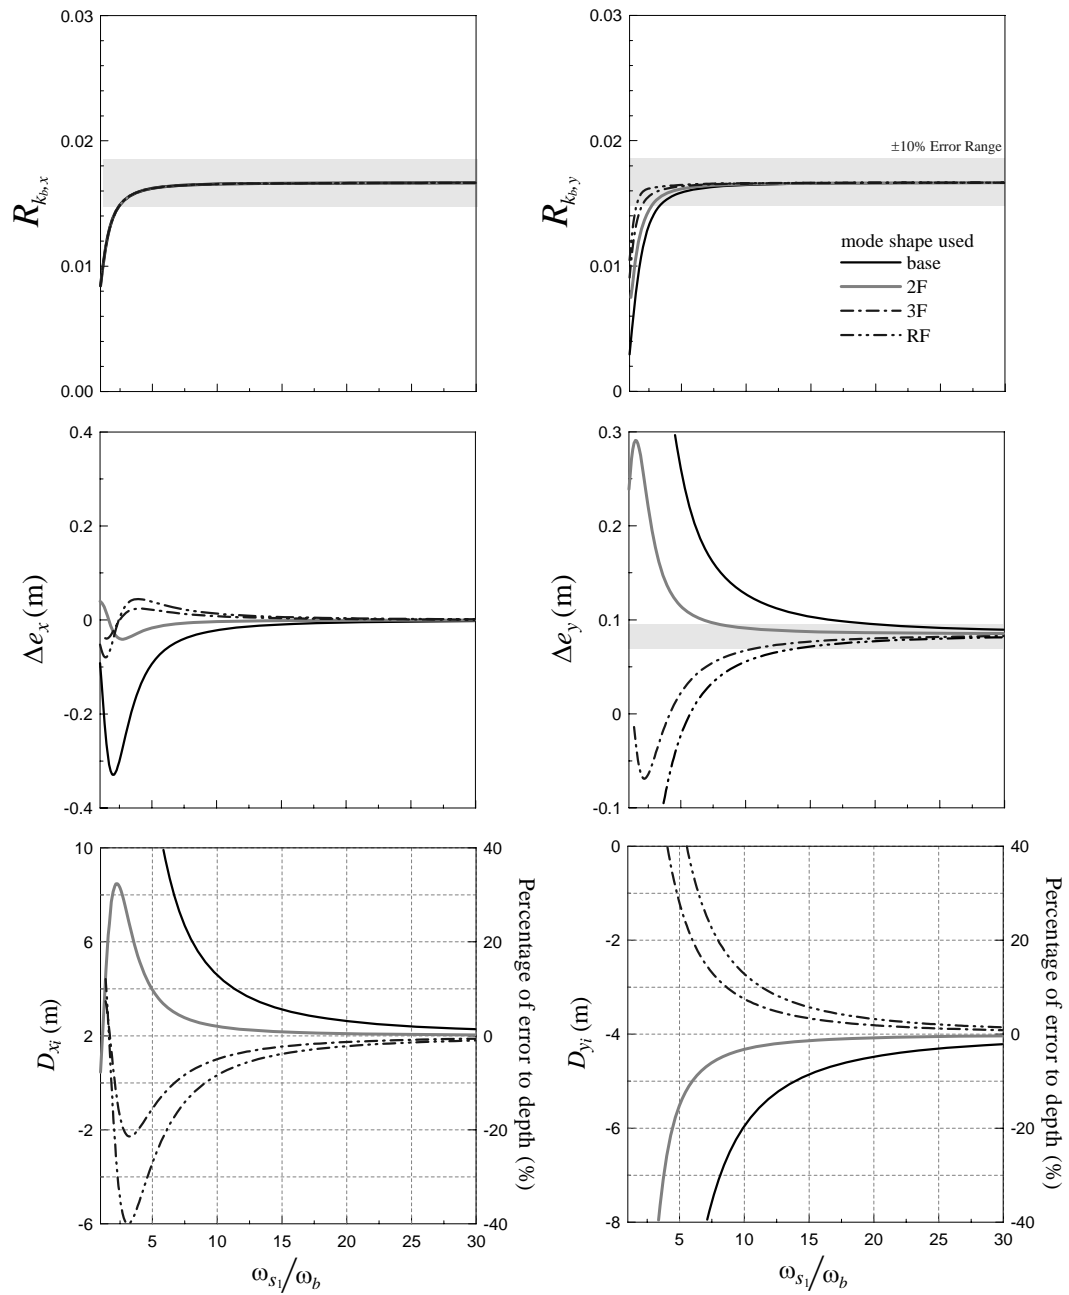 0.03
0.02
0.01
0.00
R_{k_b,x}
0.03
0.02
0.01
0
R_{k_b,y}
±10% Error Range
mode shape used
base
2F
3F
RF
0.4
0.2
0
-0.2
-0.4
Δe_x (m)
0.3
0.2
0.1
0
-0.1
Δe_y (m)
10
6
2
-2
-6
D_{x_i} (m)
40
20
0
-20
-40
Percentage of error to depth (%)
5 10 15 20 25 30
ω_{s_1}/ω_b
0
-2
-4
-6
-8
D_{y_i} (m)
40
20
0
-20
-40
Percentage of error to depth (%)
5 10 15 20 25 30
ω_{s_1}/ω_b